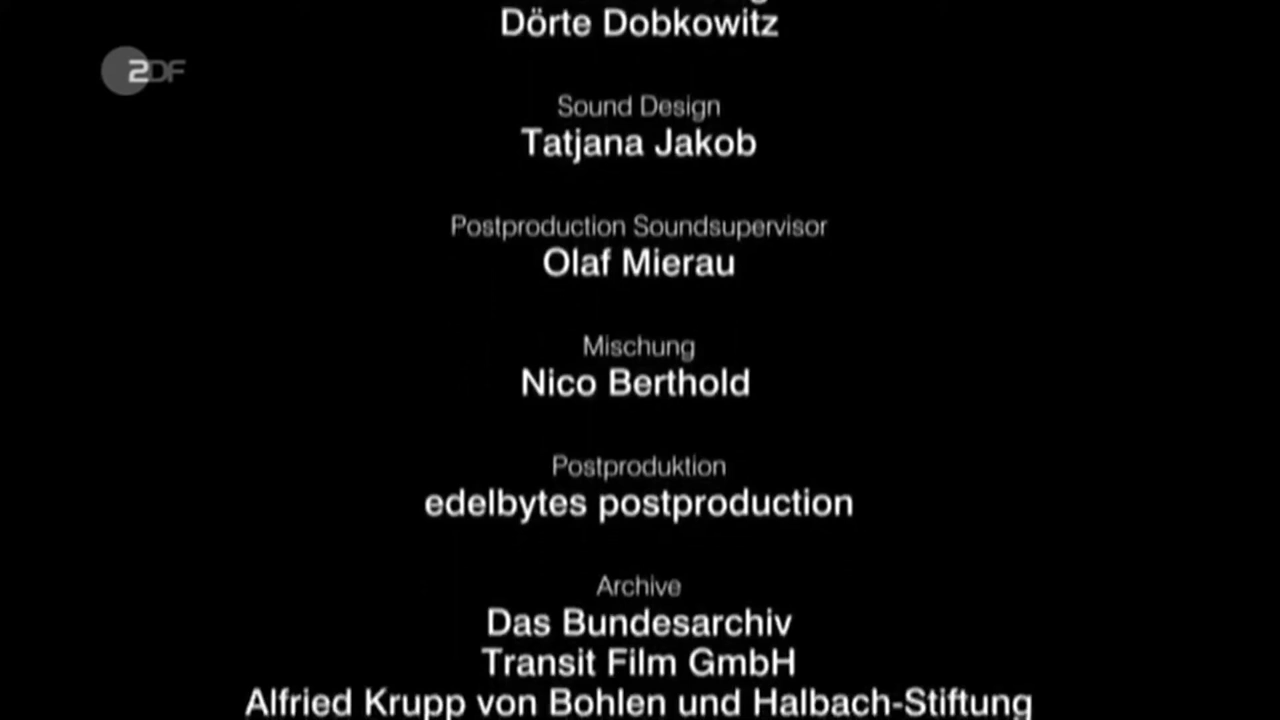 Dörte Dobkowitz
ZDF
Sound Design
Tatjana Jakob
Postproduction Soundsupervisor
Olaf Mierau
Mischung
Nico Berthold
Postproduktion
edelbytes postproduction
Archive
Das Bundesarchiv
Transit Film GmbH
Alfried Krupp von Bohlen und Halbach-Stiftung